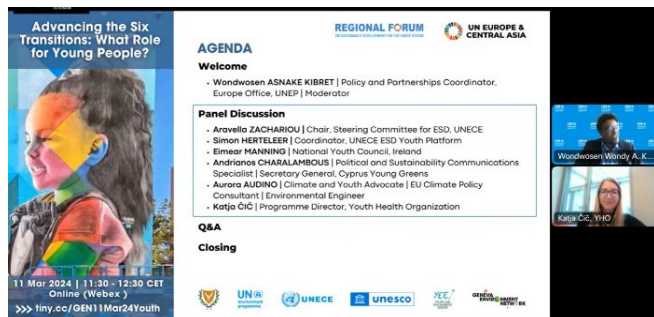 Advancing the Six
Transitions: What Role
for Young People?
11 Mar 2024 | 11:30 - 12:30 CET
Online (Webex )
>>> tiny.cc/GEN11Mar24Youth
REGIONAL FORUM
UN EUROPE &
CENTRAL ASIA
AGENDA
Welcome
• Wondwosen ASNAKE KIBRET | Policy and Partnerships Coordinator,
Europe Office, UNEP | Moderator
Panel Discussion
• Aravella ZACHARIOU | Chair, Steering Committee for ESD, UNECE
• Simon HERTELEER | Coordinator, UNECE ESD Youth Platform
• Eimear MANNING | National Youth Council, Ireland
• Andrianos CHARALAMBOUS | Political and Sustainability Communications
Specialist | Secretary General, Cyprus Young Greens
• Aurora AUDINO | Climate and Youth Advocate | EU Climate Policy
Consultant | Environmental Engineer
• Katja ČIČ | Programme Director, Youth Health Organization
Q&A
Closing
UN
environment
programme
UNECE
unesco
YEE
GENEVA
ENVIRONMENT
NETWORK
Wondwosen Wondy A. K...
Katja Čič, YHO